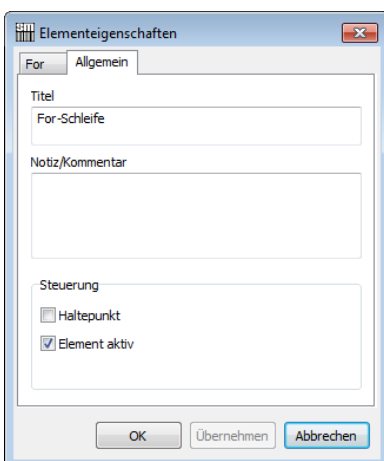 Elementeigenschaften
For Allgemein
Titel
For-Schleife
Notiz/Kommentar
Steuerung
Haltepunkt
Element aktiv
OK Übernehmen Abbrechen